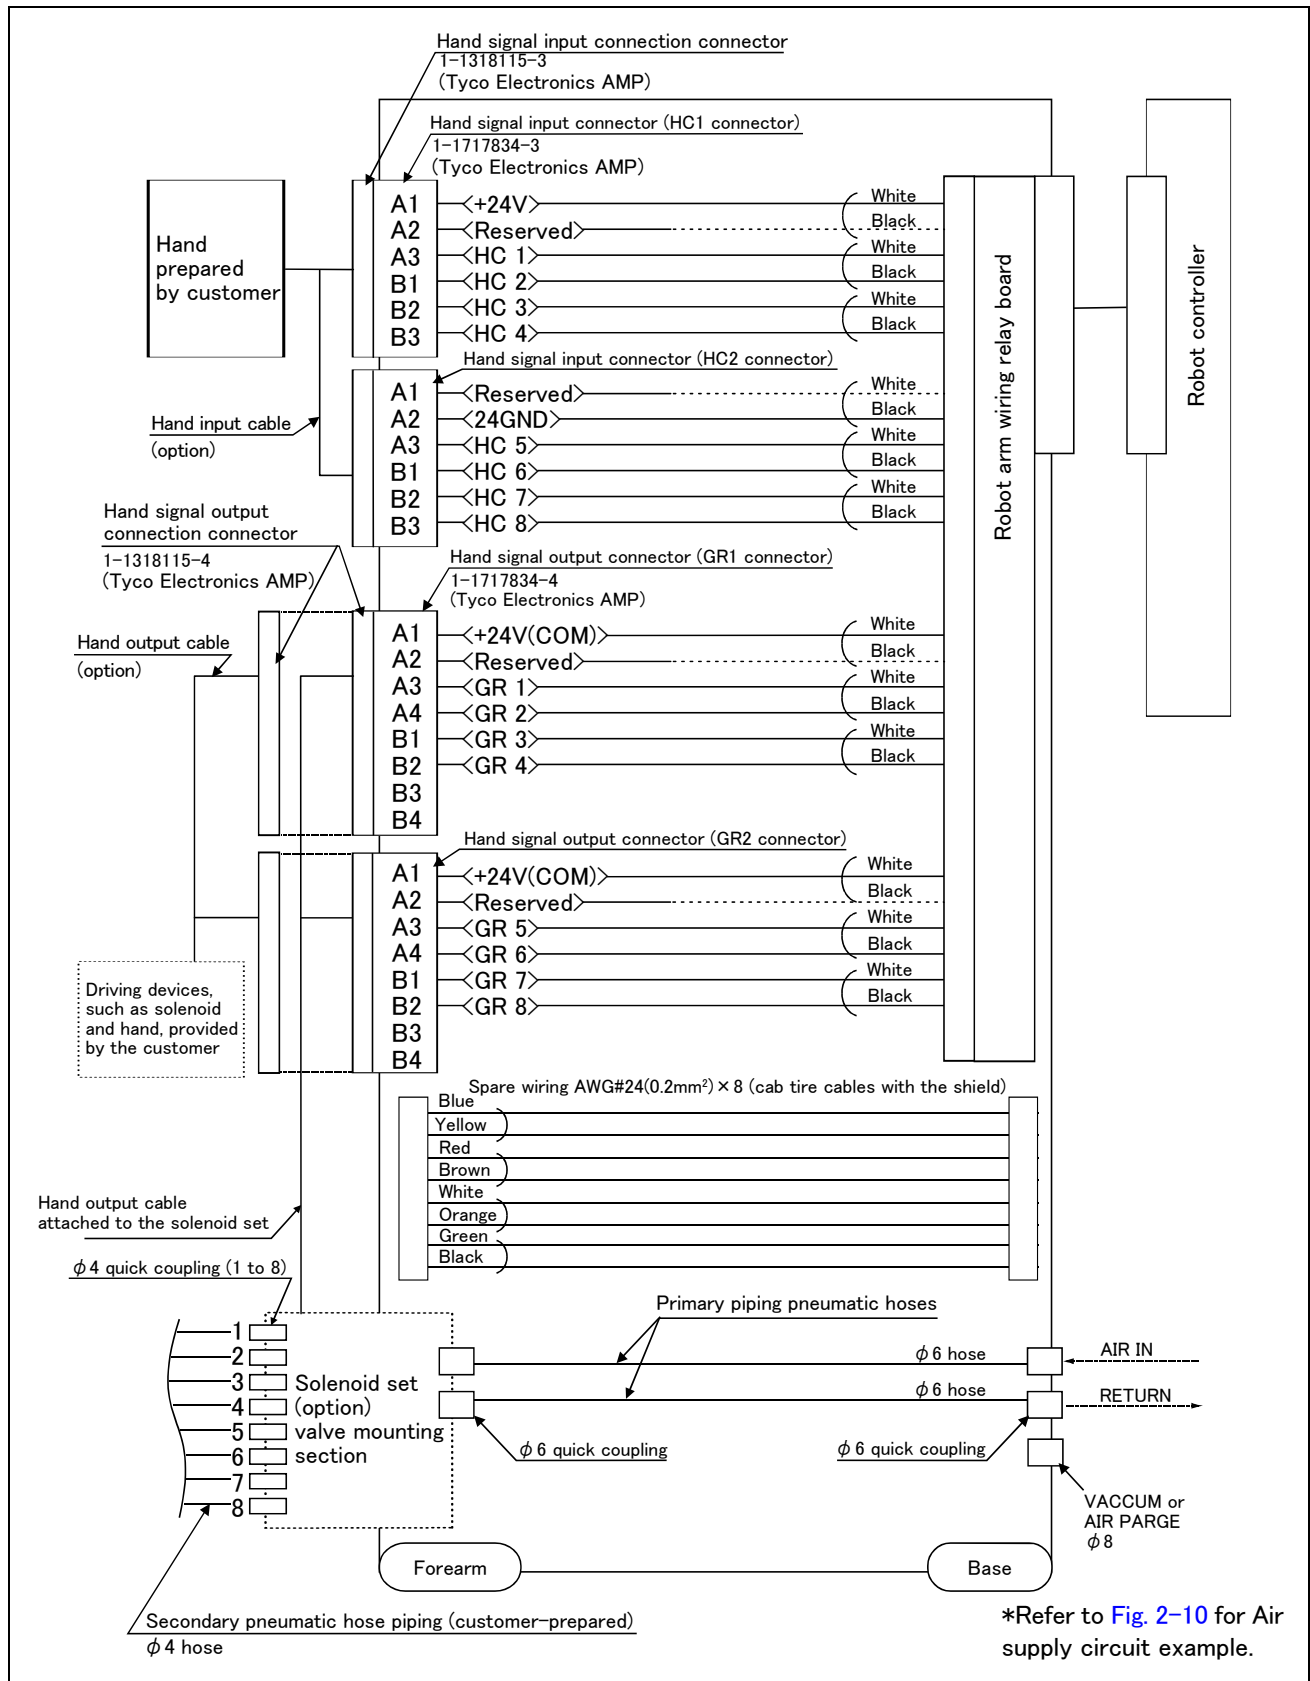 Hand signal input connection connector
1-1318115-3
(Tyco Electronics AMP)
Hand signal input connector (HC1 connector)
1-1717834-3
(Tyco Electronics AMP)
Hand
prepared
by customer
A1 <+24V> White
A2 <Reserved> Black
A3 <HC 1> White
B1 <HC 2> Black
B2 <HC 3> White
B3 <HC 4> Black
Robot arm wiring relay board
Robot controller
Hand signal input connector (HC2 connector)
A1 <Reserved> White
A2 <24GND> Black
A3 <HC 5> White
B1 <HC 6> Black
B2 <HC 7> White
B3 <HC 8> Black
Hand input cable
(option)
Hand signal output
connection connector
1-1318115-4
(Tyco Electronics AMP)
Hand signal output connector (GR1 connector)
1-1717834-4
(Tyco Electronics AMP)
Hand output cable
(option)
A1 <+24V(COM)> White
A2 <Reserved> Black
A3 <GR 1> White
A4 <GR 2> Black
B1 <GR 3> White
B2 <GR 4> Black
B3
B4
Hand signal output connector (GR2 connector)
A1 <+24V(COM)> White
A2 <Reserved> Black
A3 <GR 5> White
A4 <GR 6> Black
B1 <GR 7> White
B2 <GR 8> Black
B3
B4
Driving devices,
such as solenoid
and hand, provided
by the customer
Spare wiring AWG#24(0.2mm²)×8 (cab tire cables with the shield)
Blue
Yellow
Red
Brown
White
Orange
Green
Black
Hand output cable
attached to the solenoid set
φ4 quick coupling (1 to 8)
1
2
3
4
5
6
7
8
Solenoid set
(option)
valve mounting
section
Primary piping pneumatic hoses
φ6 hose
AIR IN
φ6 hose
RETURN
φ6 quick coupling
φ6 quick coupling
VACCUM or
AIR PARGE
φ8
Forearm
Base
Secondary pneumatic hose piping (customer-prepared)
φ4 hose
*Refer to Fig. 2-10 for Air
supply circuit example.